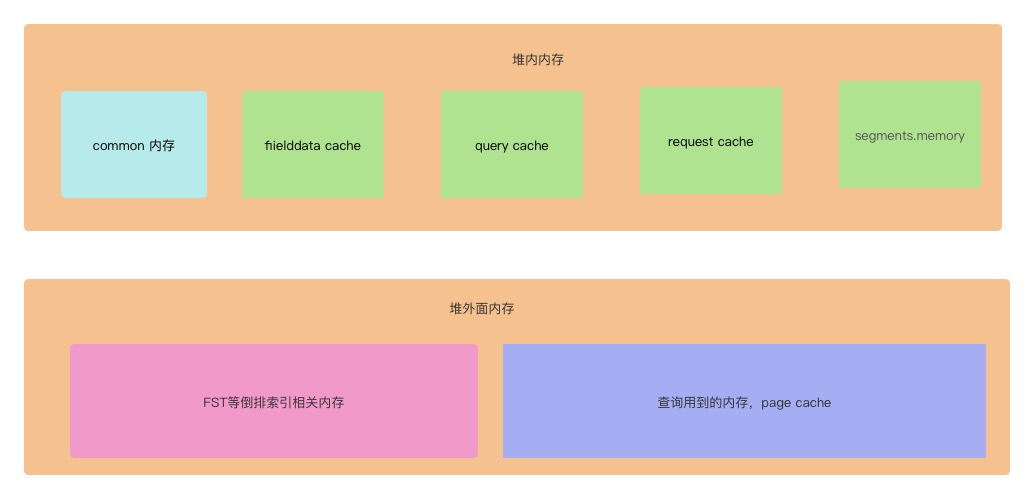 堆内内存
common 内存
fiielddata cache
query cache
request cache
segments.memory
堆外面内存
FST等倒排索引相关内存
查询用到的内存，page cache